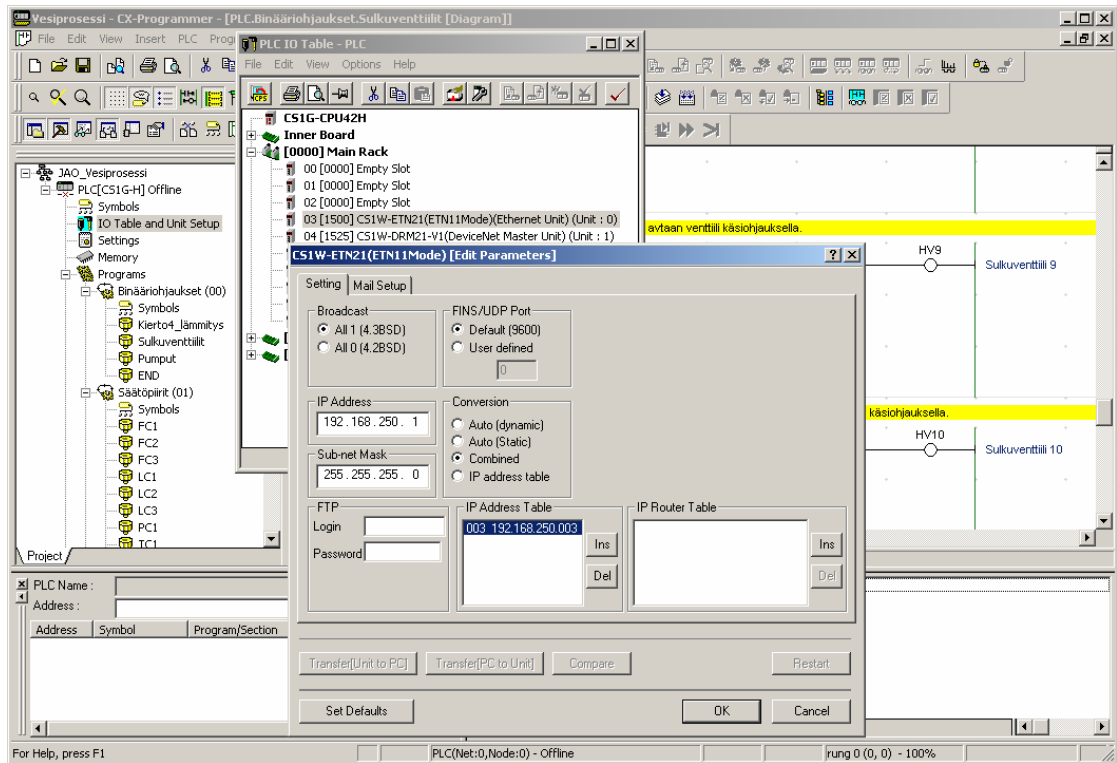 Vesiprosessi - CX-Programmer - [PLC.Binääriohjaukset.Sulkuventtiilit [Diagram]]
File Edit View Insert PLC Progr
PLC IO Table - PLC
File Edit View Options Help
CS1G-CPU42H
Inner Board
[0000] Main Rack
00 [0000] Empty Slot
01 [0000] Empty Slot
02 [0000] Empty Slot
03 [1500] CS1W-ETN21(ETN11Mode)(Ethernet Unit) (Unit : 0)
04 [1525] CS1W-DRM21-V1(DeviceNet Master Unit) (Unit : 1)
JAO_Vesiprosessi
PLC[CS1G-H] Offline
Symbols
IO Table and Unit Setup
Settings
Memory
Programs
Binääriohjaukset (00)
Symbols
Kierto4_lämmitys
Sulkuventtiilit
Pumput
END
Säätöpiirit (01)
Symbols
FC1
FC2
FC3
LC1
LC2
LC3
PC1
TC1
Project
avtaan venttiili käsiohjauksella.
HV9
Sulkuventtiili 9
käsiohjauksella.
HV10
Sulkuventtiili 10
CS1W-ETN21(ETN11Mode) [Edit Parameters]
Setting Mail Setup
Broadcast
All 1 (4.3BSD)
All 0 (4.2BSD)
FINS/UDP Port
Default (9600)
User defined
0
IP Address
192.168.250. 1
Sub-net Mask
255.255.255. 0
Conversion
Auto (dynamic)
Auto (Static)
Combined
IP address table
FTP
Login
Password
IP Address Table
003 192.168.250.003
Ins
Del
IP Router Table
Ins
Del
Transfer[Unit to PC] Transfer[PC to Unit] Compare Restart
Set Defaults OK Cancel
PLC Name :
Address :
Address Symbol Program/Section
For Help, press F1 PLC(Net:0,Node:0) - Offline rung 0 (0, 0) - 100%